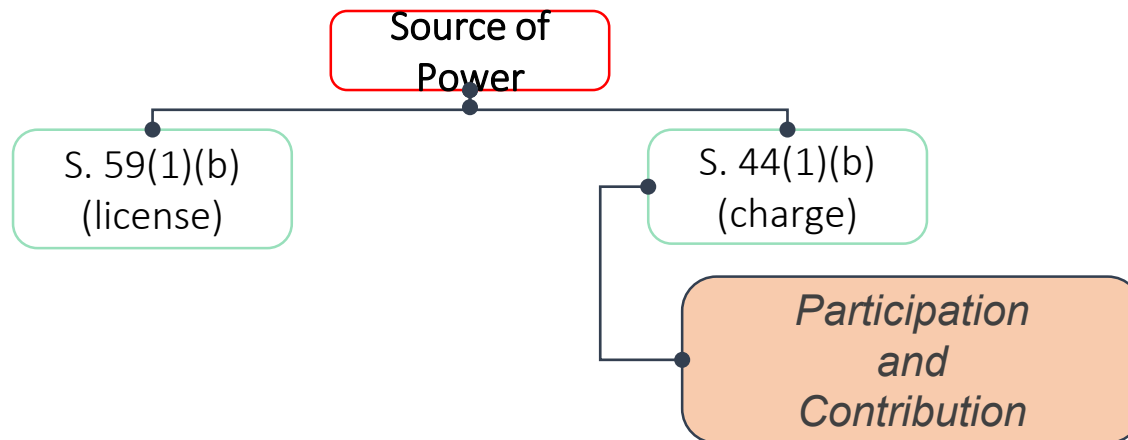 Source of
Power
S. 59(1)(b)
(license)
S. 44(1)(b)
(charge)
Participation
and
Contribution